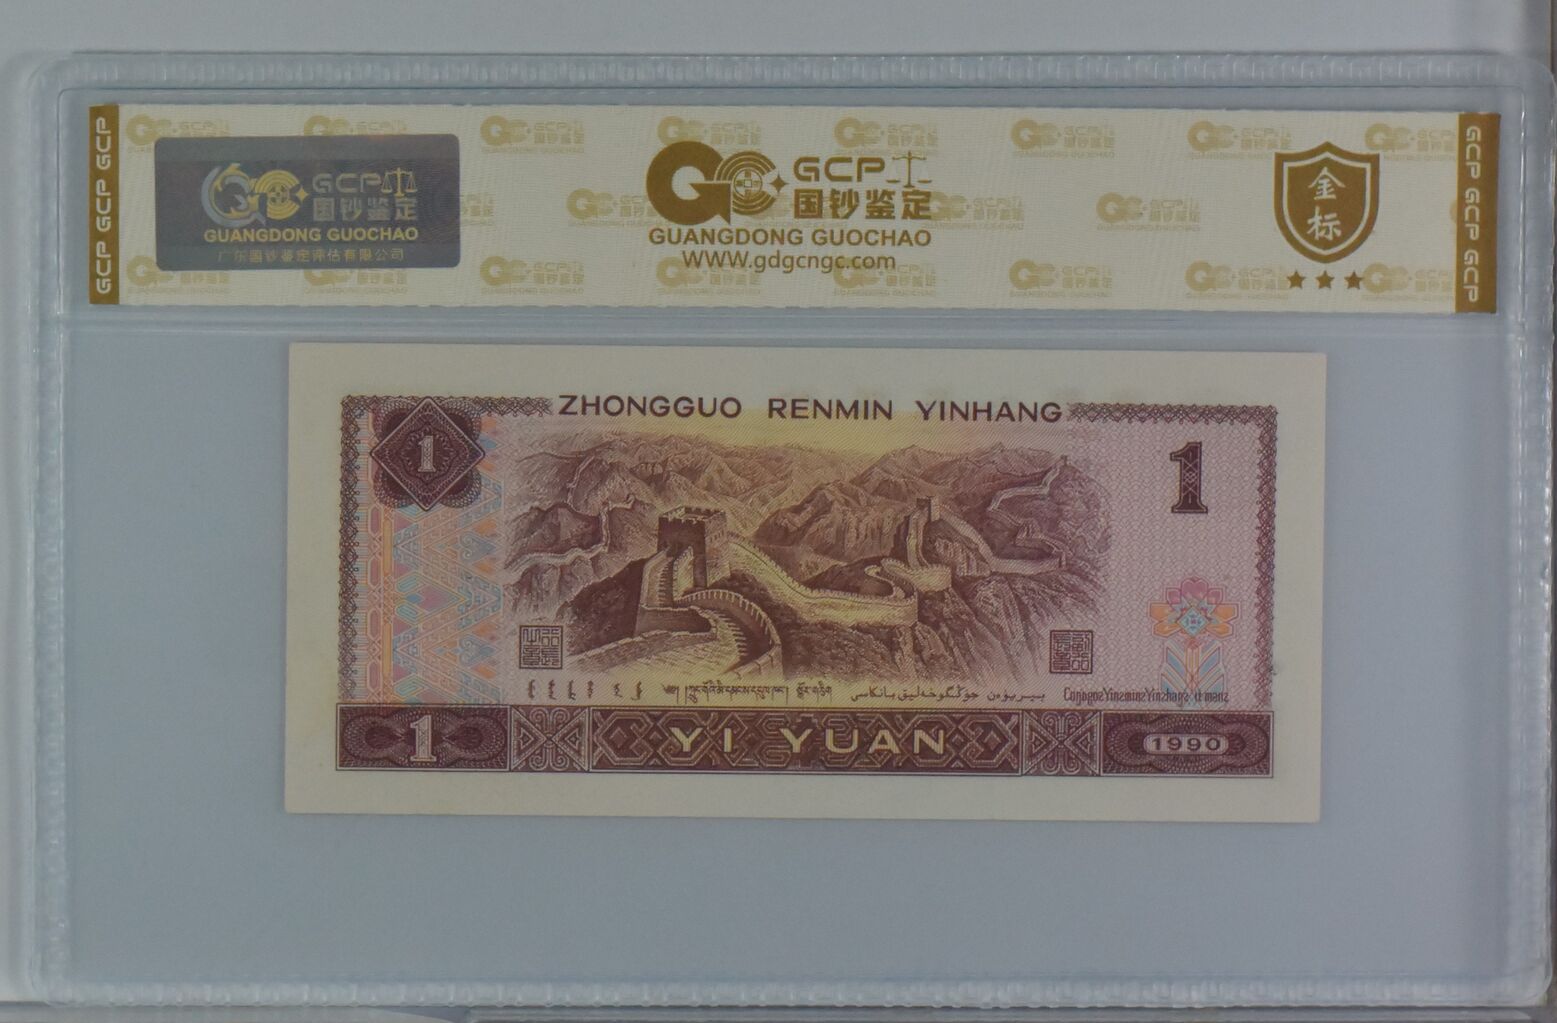 GCP GCP GCP
GCP
国钞鉴定
GUANGDONG GUOCHAO
广东国钞鉴定评估有限公司
GCP
国钞鉴定
GUANGDONG GUOCHAO
WWW.gdgcngc.com
金
标
GCP GCP GCP
ZHONGGUO RENMIN YINHANG
1
1
1
YI YUAN
1990